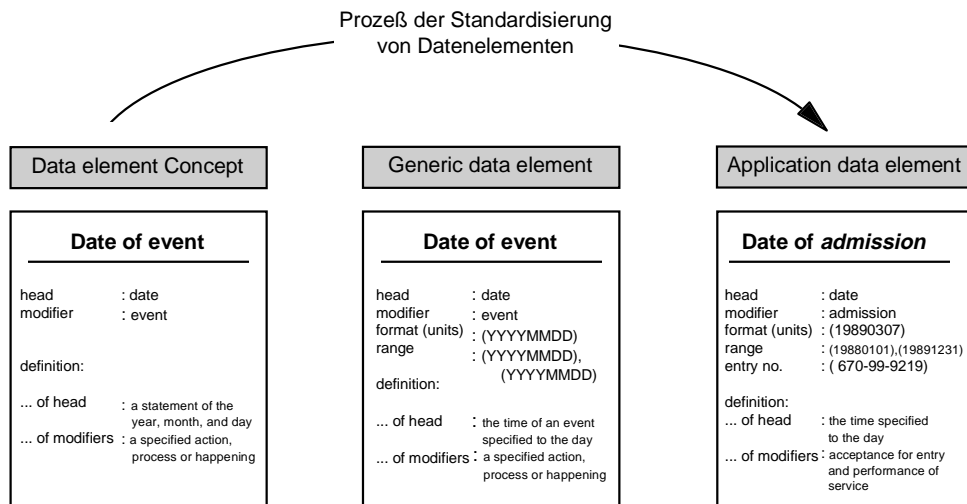 Prozeß der Standardisierung
von Datenelementen
Data element Concept
Date of event
head : date
modifier : event
definition:
... of head : a statement of the
year, month, and day
... of modifiers : a specified action,
process or happening
Generic data element
Date of event
head : date
modifier : event
format (units) : (YYYYMMDD)
range : (YYYYMMDD),
(YYYYMMDD)
definition:
... of head : the time of an event
specified to the day
... of modifiers : a specified action,
process or happening
Application data element
Date of admission
head : date
modifier : admission
format (units) : (19890307)
range : (19880101),(19891231)
entry no. : ( 670-99-9219)
definition:
... of head : the time specified
to the day
... of modifiers : acceptance for entry
and performance of
service